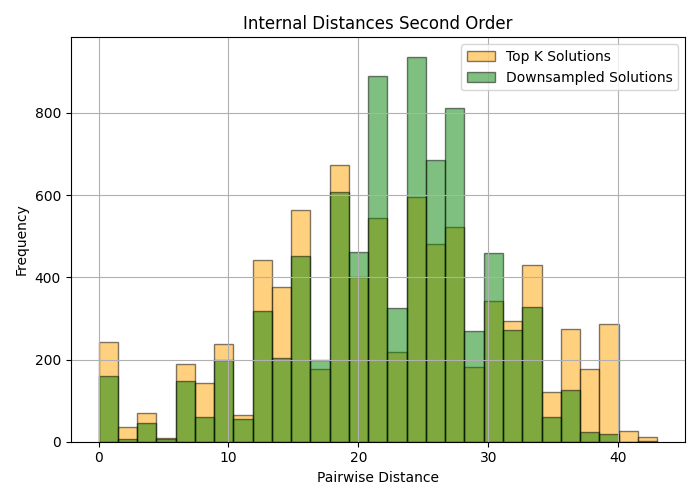 Internal Distances Second Order
Top K Solutions
Downsampled Solutions
800
600
400
200
0
Frequency
0 10 20 30 40
Pairwise Distance